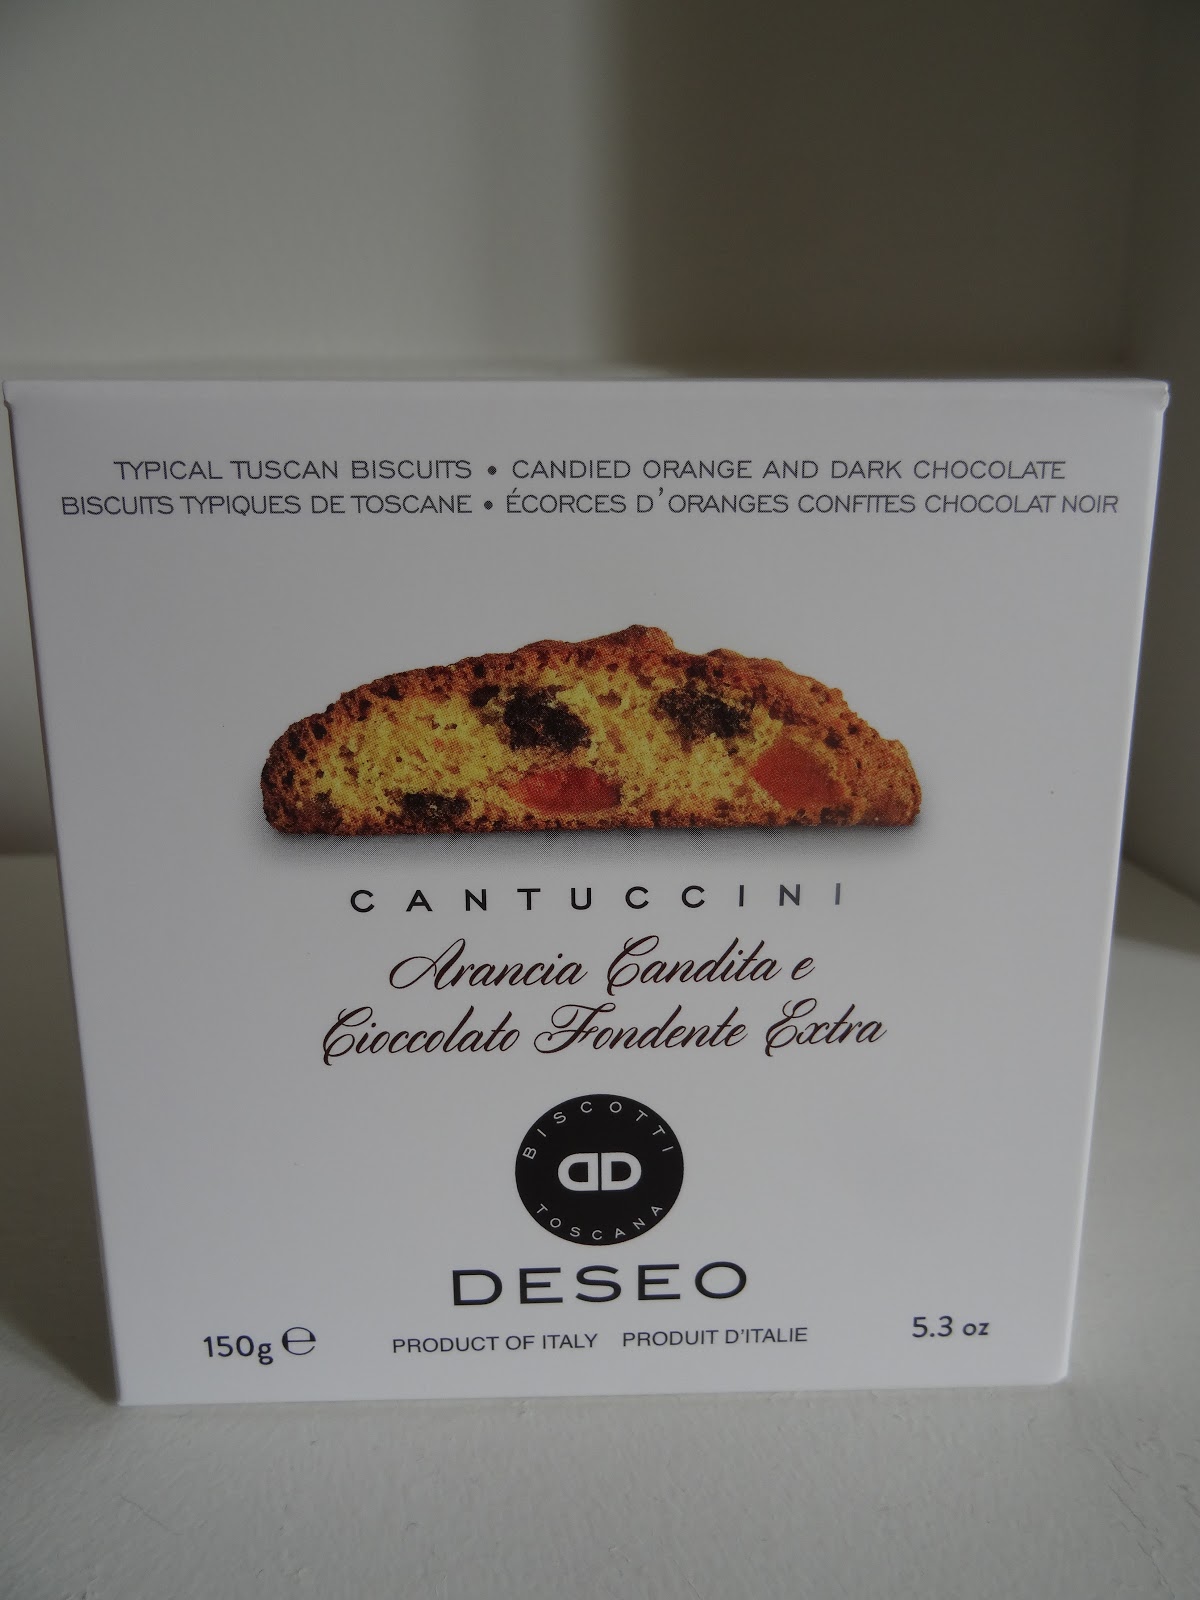 TYPICAL TUSCAN BISCUITS • CANDIED ORANGE AND DARK CHOCOLATE
BISCUITS TYPIQUES DE TOSCANE • ÉCORCES D'ORANGES CONFITES CHOCOLAT NOIR
CANTUCCINI
Arancia Candita e
Cioccolato Fondente Extra
BISCOTTI
DD
TOSCANA
DESEO
150g ℮ PRODUCT OF ITALY PRODUIT D'ITALIE 5.3 oz